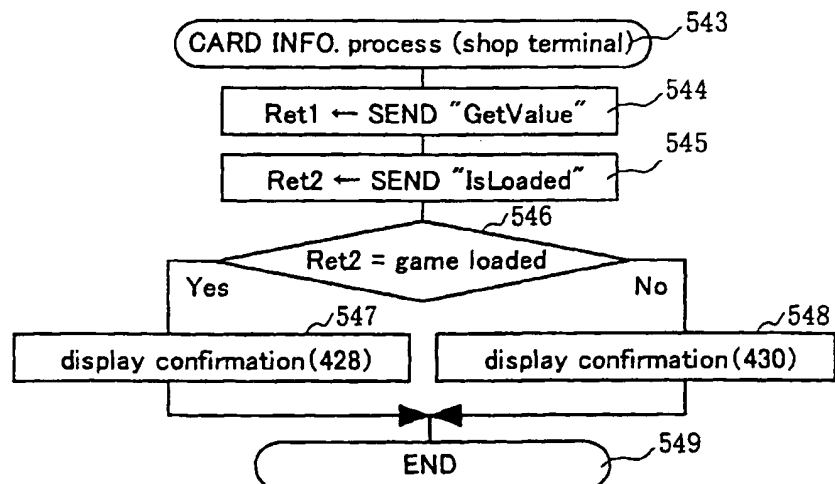 CARD INFO. process (shop terminal)
543
Ret1 ← SEND "GetValue"
544
Ret2 ← SEND "IsLoaded"
545
546
Ret2 = game loaded
Yes
No
547
548
display confirmation(428)
display confirmation(430)
END
549